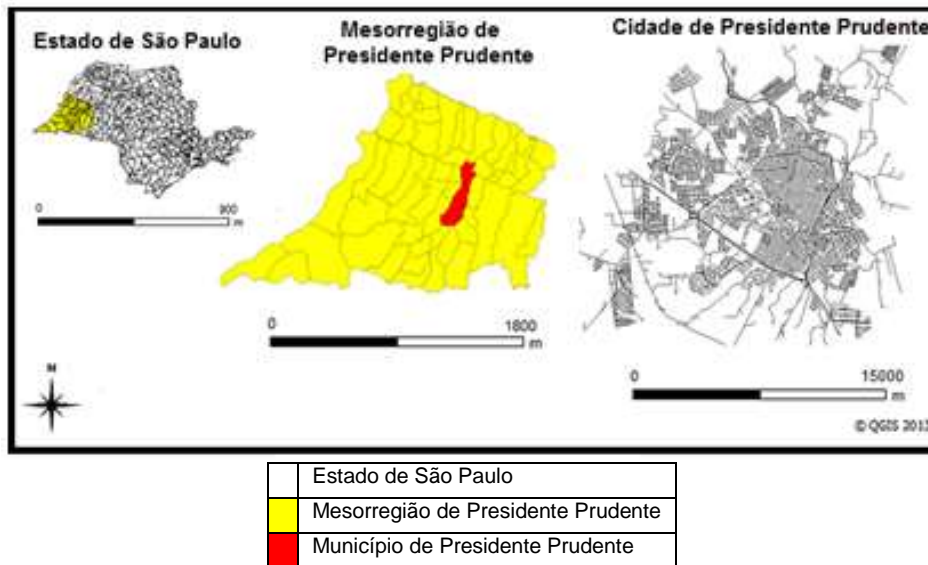 Estado de São Paulo
0 900
m
Mesorregião de
Presidente Prudente
0 1800
m
Cidade de Presidente Prudente
0 15000
m
N
© QGIS 2013
Estado de São Paulo
Mesorregião de Presidente Prudente
Município de Presidente Prudente